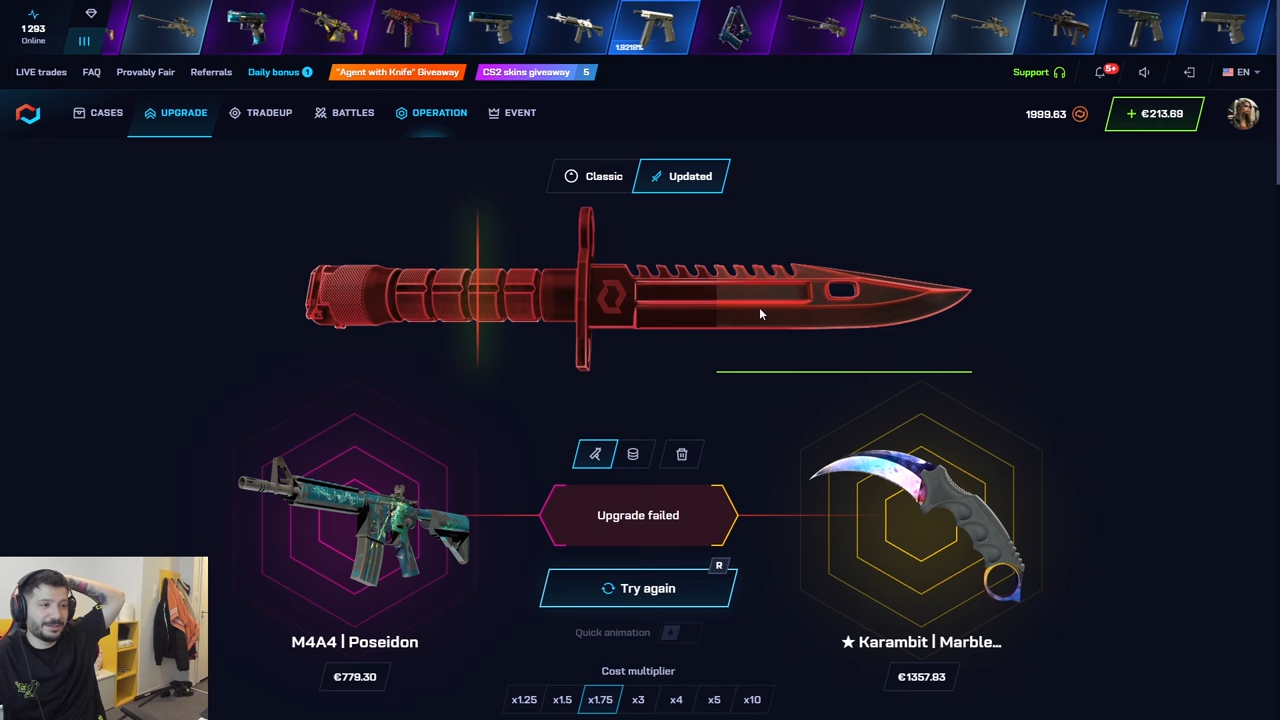 1 293
Online
1.9218%
LIVE trades
FAQ
Provably Fair
Referrals
Daily bonus 1
"Agent with Knife" Giveaway
CS2 skins giveaway 5
Support
5+
EN
CASES
UPGRADE
TRADEUP
BATTLES
OPERATION
EVENT
1999.63
+ €213.69
Classic
Updated
Upgrade failed
R
Try again
Quick animation
M4A4 | Poseidon
€779.30
★ Karambit | Marble...
€1357.83
Cost multiplier
x1.25
x1.5
x1.75
x3
x4
x5
x10